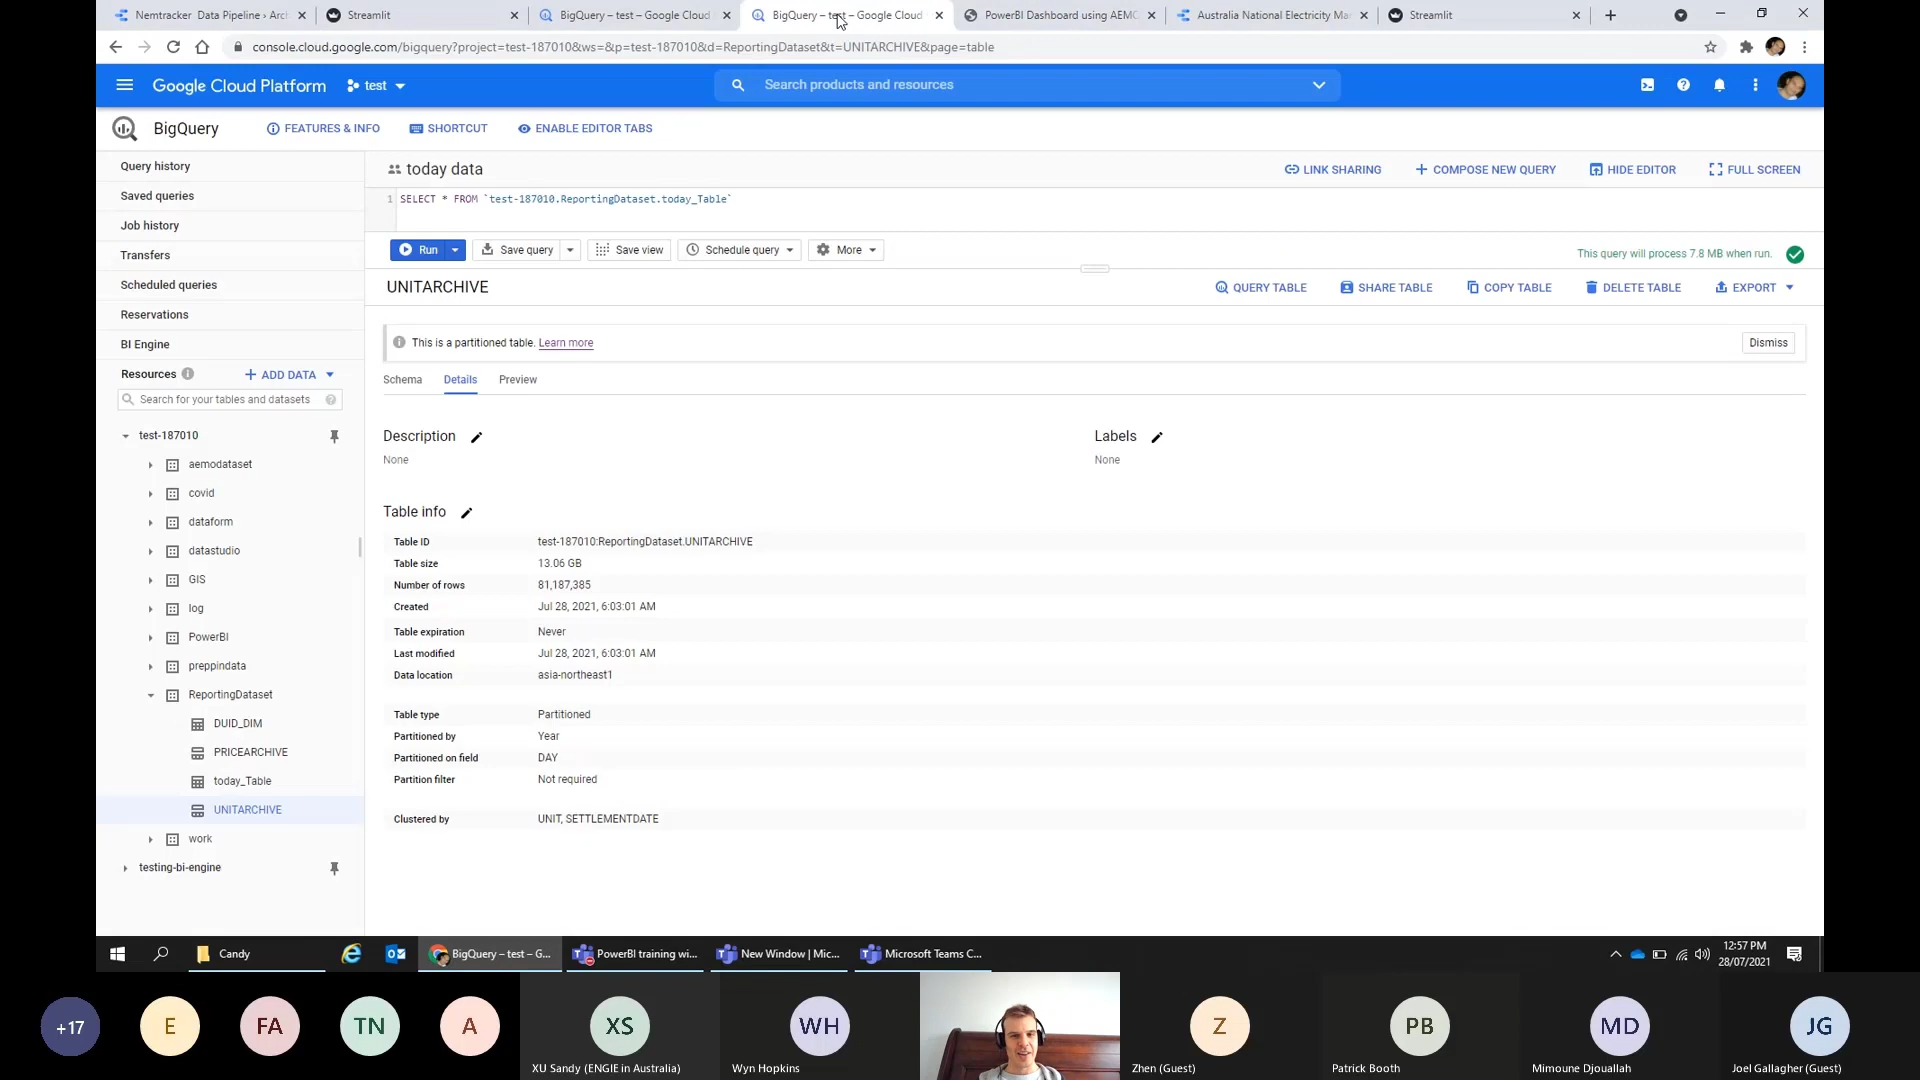 Nemtracker Data Pipeline › Arc
Streamlit
BigQuery – test – Google Cloud
BigQuery – test – Google Cloud
PowerBI Dashboard using AEMO
Australia National Electricity Ma
Streamlit
console.cloud.google.com/bigquery?project=test-187010&ws=&p=test-187010&d=ReportingDataset&t=UNITARCHIVE&page=table
Google Cloud Platform
test
Search products and resources
BigQuery
FEATURES & INFO
SHORTCUT
ENABLE EDITOR TABS
Query history
Saved queries
Job history
Transfers
Scheduled queries
Reservations
BI Engine
Resources
ADD DATA
Search for your tables and datasets
test-187010
aemodataset
covid
dataform
datastudio
GIS
log
PowerBI
preppindata
ReportingDataset
DUID_DIM
PRICEARCHIVE
today_Table
UNITARCHIVE
work
testing-bi-engine
today data
LINK SHARING
COMPOSE NEW QUERY
HIDE EDITOR
FULL SCREEN
1 SELECT * FROM `test-187010.ReportingDataset.today_Table`
Run
Save query
Save view
Schedule query
More
This query will process 7.8 MB when run.
UNITARCHIVE
QUERY TABLE
SHARE TABLE
COPY TABLE
DELETE TABLE
EXPORT
This is a partitioned table. Learn more
Dismiss
Schema
Details
Preview
Description
None
Labels
None
Table info
Table ID test-187010:ReportingDataset.UNITARCHIVE
Table size 13.06 GB
Number of rows 81,187,385
Created Jul 28, 2021, 6:03:01 AM
Table expiration Never
Last modified Jul 28, 2021, 6:03:01 AM
Data location asia-northeast1
Table type Partitioned
Partitioned by Year
Partitioned on field DAY
Partition filter Not required
Clustered by UNIT, SETTLEMENTDATE
Candy
BigQuery – test – G...
PowerBI training wi...
New Window | Mic...
Microsoft Teams C...
12:57 PM
28/07/2021
+17
E
FA
TN
A
XS
XU Sandy (ENGIE in Australia)
WH
Wyn Hopkins
Z
Zhen (Guest)
PB
Patrick Booth
MD
Mimoune Djouallah
JG
Joel Gallagher (Guest)